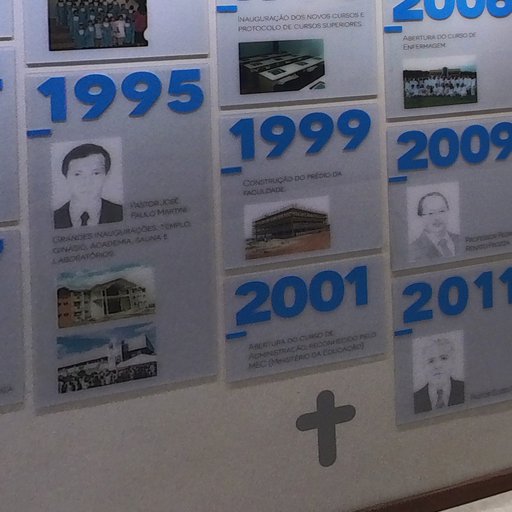 1995
PASTOR JOSÉ
PAULO MARTINI
GRANDES INAUGURAÇÕES: TEMPLO,
GINÁSIO, ACADEMIA, SAUNA E
LABORATÓRIOS.
INAUGURAÇÃO DOS NOVOS CURSOS E
PROTOCOLO DE CURSOS SUPERIORES.
1999
CONSTRUÇÃO DO PRÉDIO DA
FACULDADE.
2001
ABERTURA DO CURSO DE
ADMINISTRAÇÃO, RECONHECIDO PELO
MEC (MINISTÉRIO DA EDUCAÇÃO)
2008
ABERTURA DO CURSO DE
ENFERMAGEM.
2009
PROFESSOR
2011